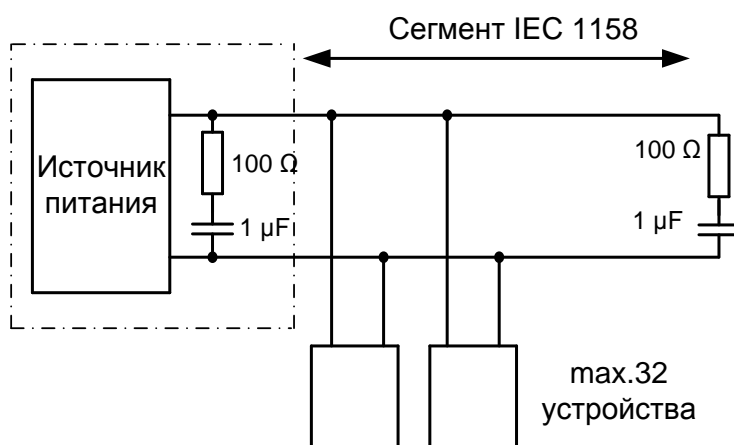 Сегмент IEC 1158
Источник
питания
100 Ω
1 µF
100 Ω
1 µF
max.32
устройства